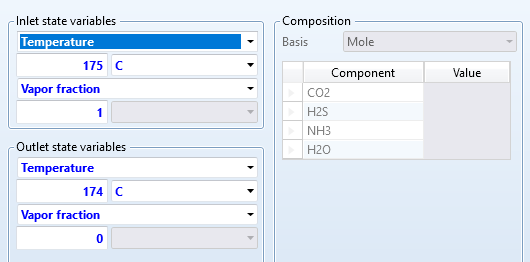 Inlet state variables
Temperature
175 C
Vapor fraction
1
Outlet state variables
Temperature
174 C
Vapor fraction
0
Composition
Basis Mole
Component Value
CO2
H2S
NH3
H2O